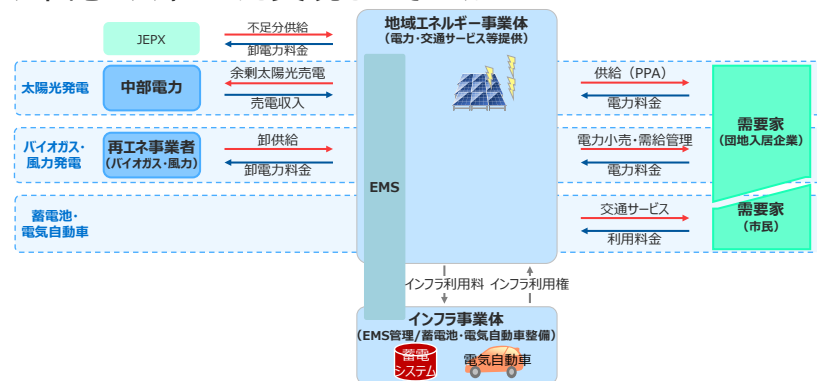 JEPX
不足分供給
卸電力料金
地域エネルギー事業体
(電力・交通サービス等提供)
太陽光発電
中部電力
余剰太陽光売電
売電収入
供給（PPA）
電力料金
需要家
(団地入居企業)
バイオガス・
風力発電
再エネ事業者
(バイオガス・風力)
卸供給
卸電力料金
電力小売・需給管理
電力料金
EMS
蓄電池・
電気自動車
交通サービス
利用料金
需要家
(市民)
インフラ利用料
インフラ利用権
インフラ事業体
(EMS管理/蓄電池・電気自動車整備)
蓄電
システム
電気自動車